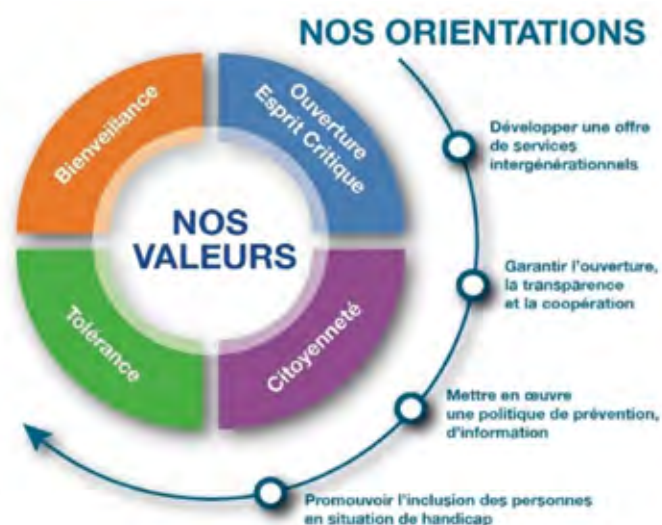 NOS ORIENTATIONS
Bienveillance
Ouverture
Esprit Critique
NOS
VALEURS
Tolérance
Citoyenneté
Développer une offre
de services
intergénérationnels
Garantir l'ouverture,
la transparence
et la coopération
Mettre en œuvre
une politique de prévention,
d'information
Promouvoir l'inclusion des personnes
en situation de handicap